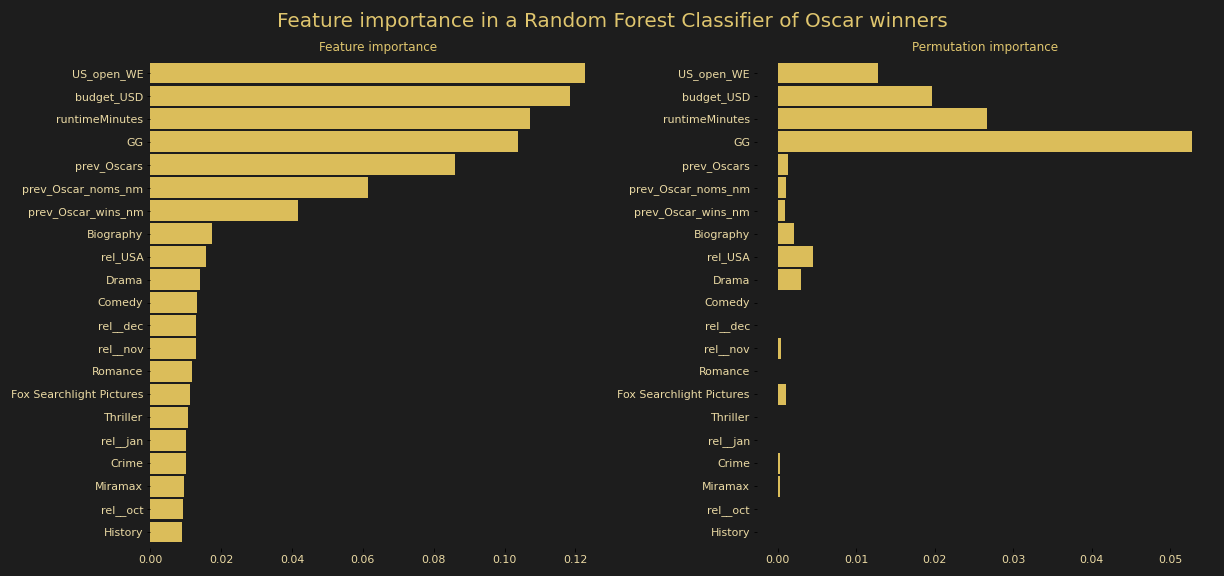 Feature importance in a Random Forest Classifier of Oscar winners
Feature importance
US_open_WE
budget_USD
runtimeMinutes
GG
prev_Oscars
prev_Oscar_noms_nm
prev_Oscar_wins_nm
Biography
rel_USA
Drama
Comedy
rel__dec
rel__nov
Romance
Fox Searchlight Pictures
Thriller
rel__jan
Crime
Miramax
rel__oct
History
0.00 0.02 0.04 0.06 0.08 0.10 0.12
Permutation importance
US_open_WE
budget_USD
runtimeMinutes
GG
prev_Oscars
prev_Oscar_noms_nm
prev_Oscar_wins_nm
Biography
rel_USA
Drama
Comedy
rel__dec
rel__nov
Romance
Fox Searchlight Pictures
Thriller
rel__jan
Crime
Miramax
rel__oct
History
0.00 0.01 0.02 0.03 0.04 0.05